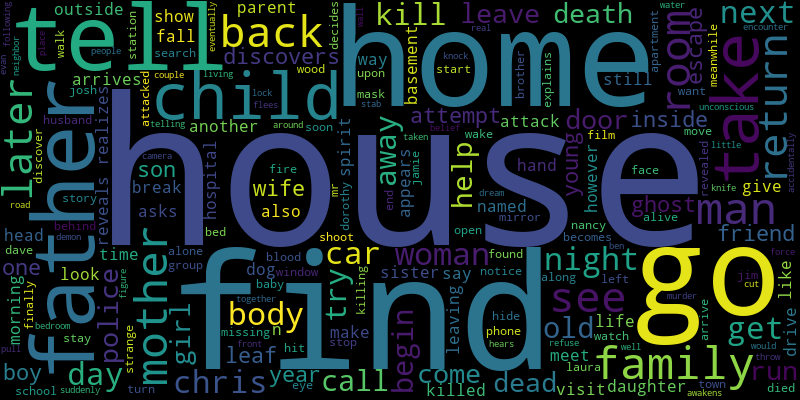 house
find
home
go
tell
father
child
back
family
take
man
mother
night
see
body
car
woman
room
return
later
kill
death
leave
next
door
inside
away
help
try
girl
wife
son
day
police
chris
leaf
year
call
come
dead
killed
begin
old
get
life
meet
visit
daughter
run
drive
like
give
friend
ghost
young
escape
discovers
arrives
another
break
asks
also
hospital
spirit
appears
attempt
attack
basement
mask
way
parent
show
fall
outside
station
walk
search
josh
husband
discover
story
reveals
realizes
behind
head
dave
time
one
look
morning
finally
bedroom
stay
boy
school
pull
suddenly
strange
figure
turn
missing
n
hit
make
stop
killing
baby
window
dog
blood
fire
bed
alone
group
together
front
eye
shoot
phone
sister
say
leaving
hide
hears
found
notice
along
left
open
nancy
becomes
named
mirror
dream
hand
however
film
face
alive
move
want
still
apartment
water
meanwhile
encounter
decides
eventually
people
place
road
evan
following
neighbor
attacked
couple
living
lock
flees
telling
around
soon
upon
wood
camera
mr
dorothy
end
taken
jamie
belief
wake
knock
start
real
brother
explains
stab
wall
unconscious
little
accidentally
revealed
knife
jim
cut
murder
force
ben
arrive
watch
well
laura
refuse
town
would
throw
awakens
died
demon